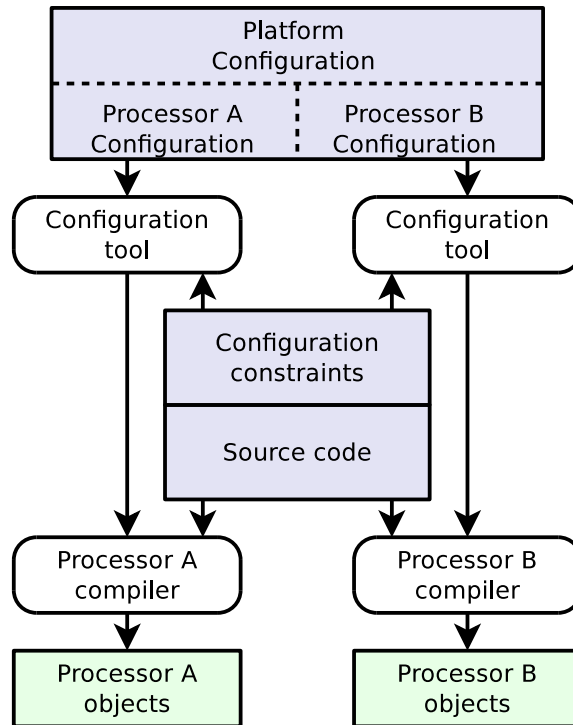 Platform
Configuration
Processor A
Configuration
Processor B
Configuration
Configuration
tool
Configuration
tool
Configuration
constraints
Source code
Processor A
compiler
Processor B
compiler
Processor A
objects
Processor B
objects